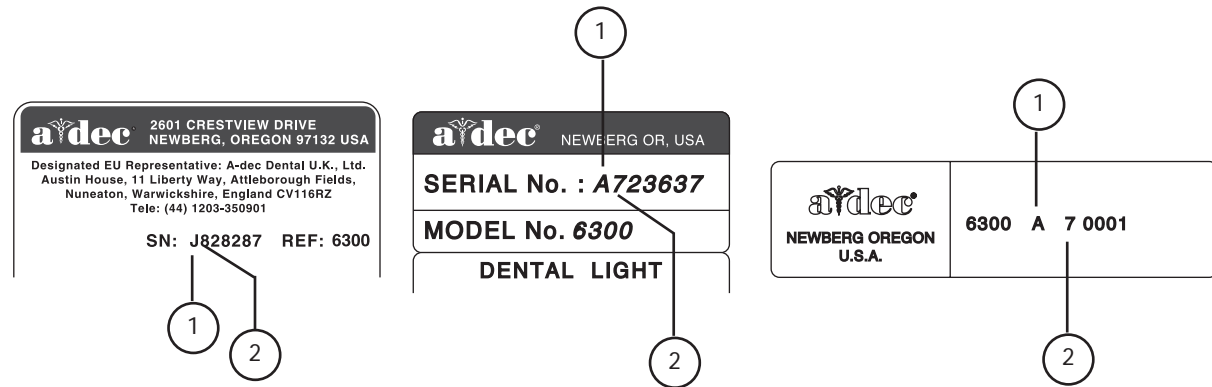 1
1
a dec® 2601 CRESTVIEW DRIVE
NEWBERG, OREGON 97132 USA
Designated EU Representative: A-dec Dental U.K., Ltd.
Austin House, 11 Liberty Way, Attleborough Fields,
Nuneaton, Warwickshire, England CV116RZ
Tele: (44) 1203-350901
SN: J828287 REF: 6300
1
2
a dec® NEWBERG OR, USA
SERIAL No. : A723637
MODEL No. 6300
DENTAL LIGHT
2
a dec®
NEWBERG OREGON
U.S.A.
6300 A 7 0001
2